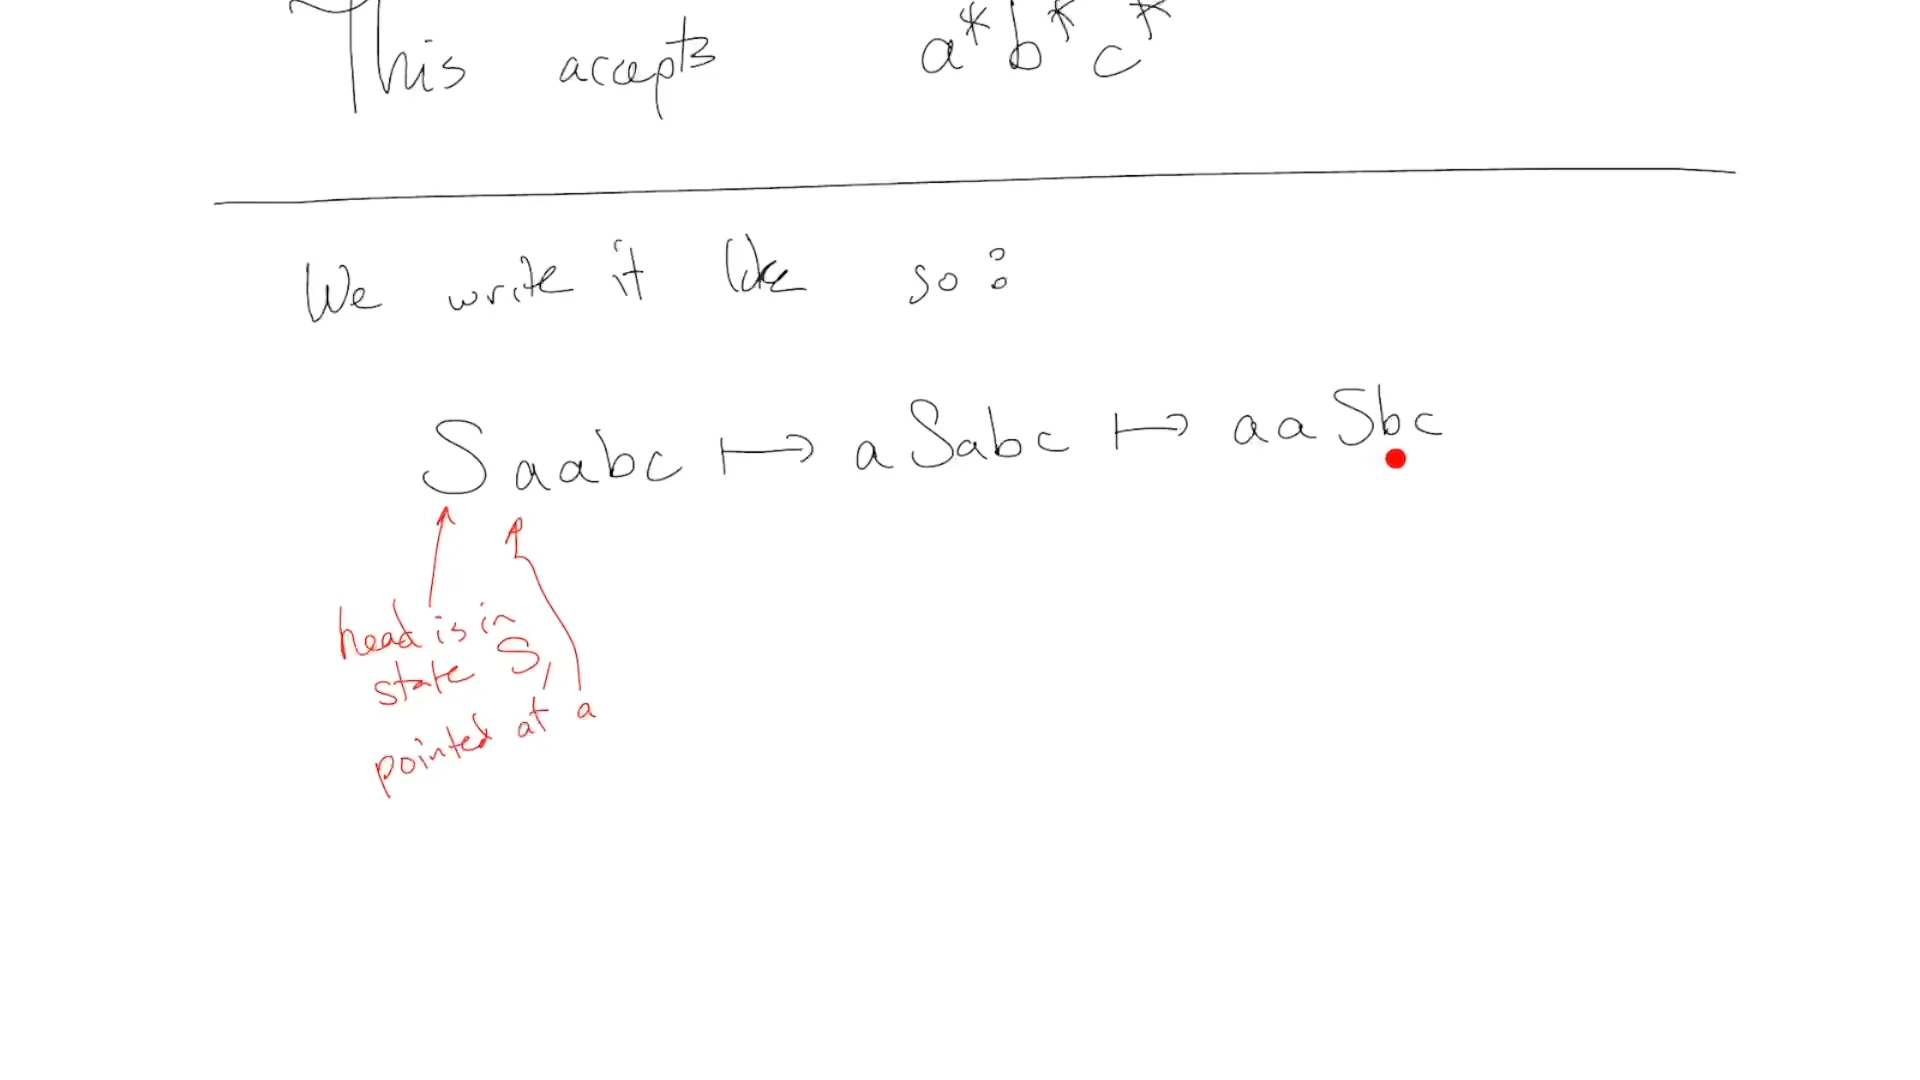 This accepts a*b*c*
We write it like so:
Saabc ↦ aSabc ↦ aaSbc
head is in
state S,
pointed at a